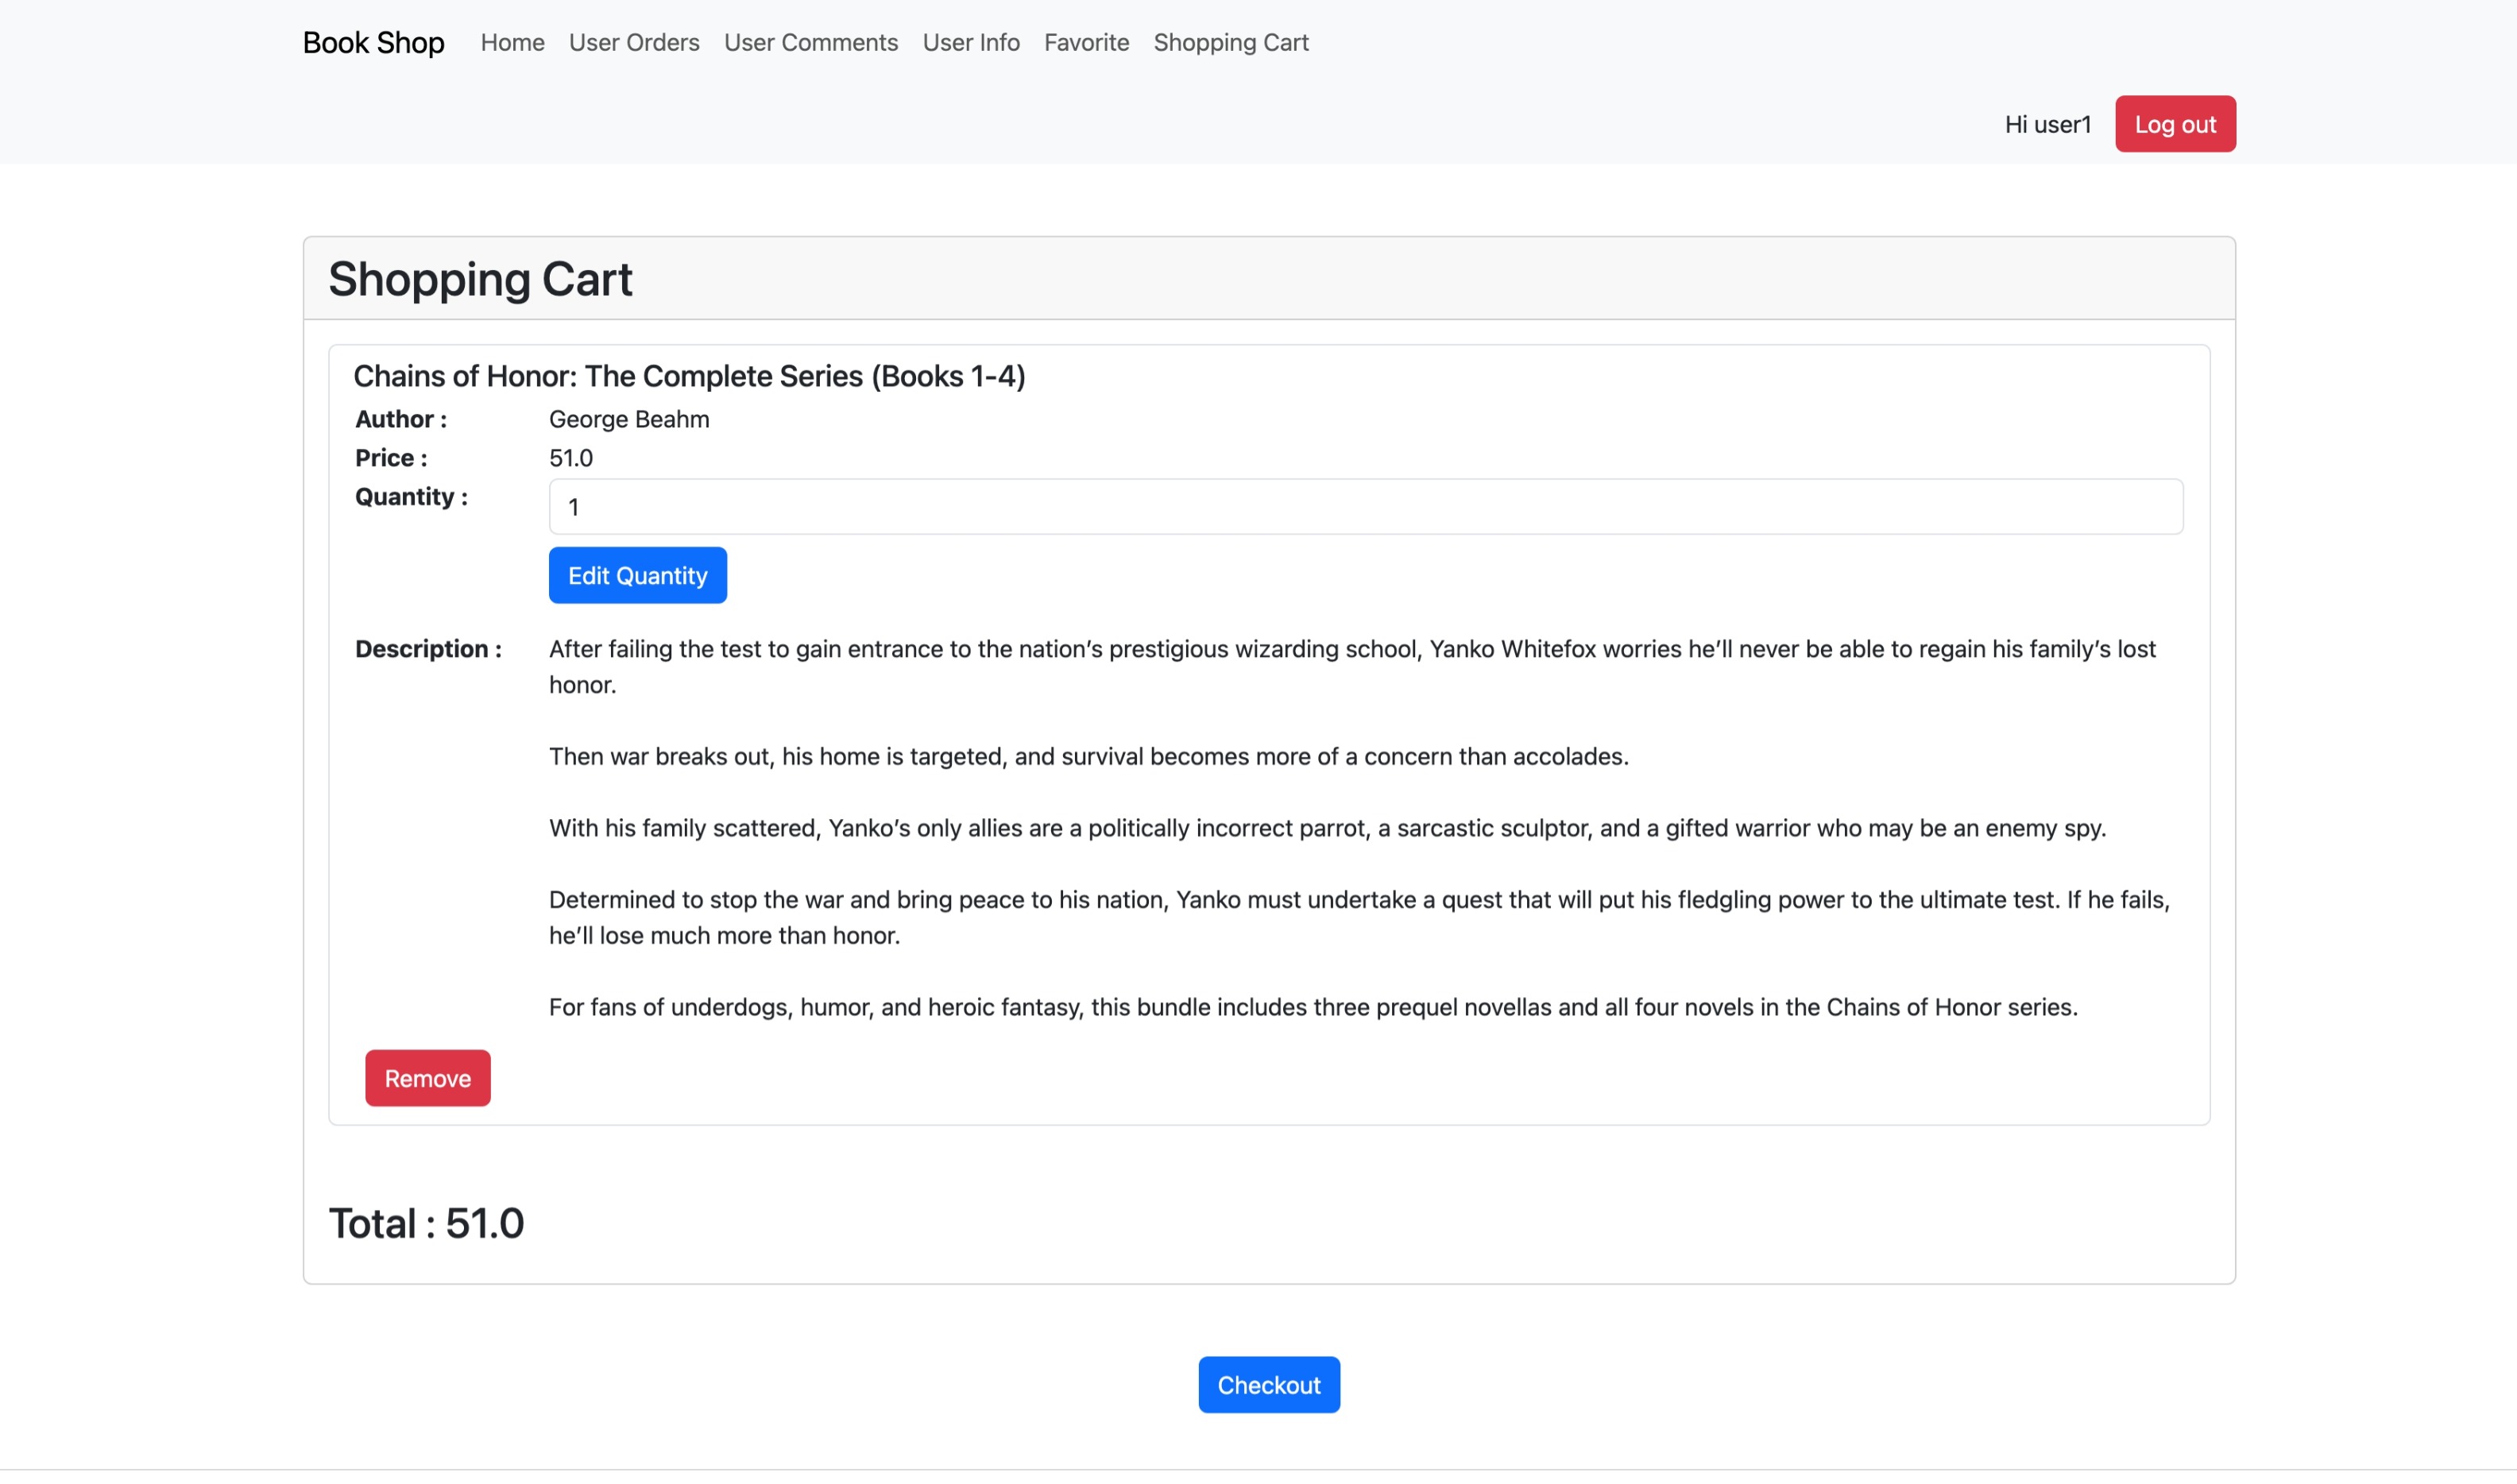 Book Shop Home User Orders User Comments User Info Favorite Shopping Cart
Hi user1 Log out
Shopping Cart
Chains of Honor: The Complete Series (Books 1-4)
Author : George Beahm
Price : 51.0
Quantity : 1
Edit Quantity
Description : After failing the test to gain entrance to the nation’s prestigious wizarding school, Yanko Whitefox worries he’ll never be able to regain his family’s lost
honor.
Then war breaks out, his home is targeted, and survival becomes more of a concern than accolades.
With his family scattered, Yanko’s only allies are a politically incorrect parrot, a sarcastic sculptor, and a gifted warrior who may be an enemy spy.
Determined to stop the war and bring peace to his nation, Yanko must undertake a quest that will put his fledgling power to the ultimate test. If he fails,
he’ll lose much more than honor.
For fans of underdogs, humor, and heroic fantasy, this bundle includes three prequel novellas and all four novels in the Chains of Honor series.
Remove
Total : 51.0
Checkout